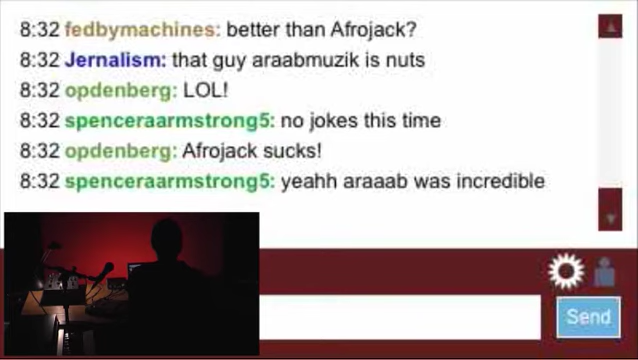 8:32 fedbymachines: better than Afrojack?
8:32 Jernalism: that guy araabmuzik is nuts
8:32 opdenberg: LOL!
8:32 spenceraarmstrong5: no jokes this time
8:32 opdenberg: Afrojack sucks!
8:32 spenceraarmstrong5: yeahh araaab was incredible
Send